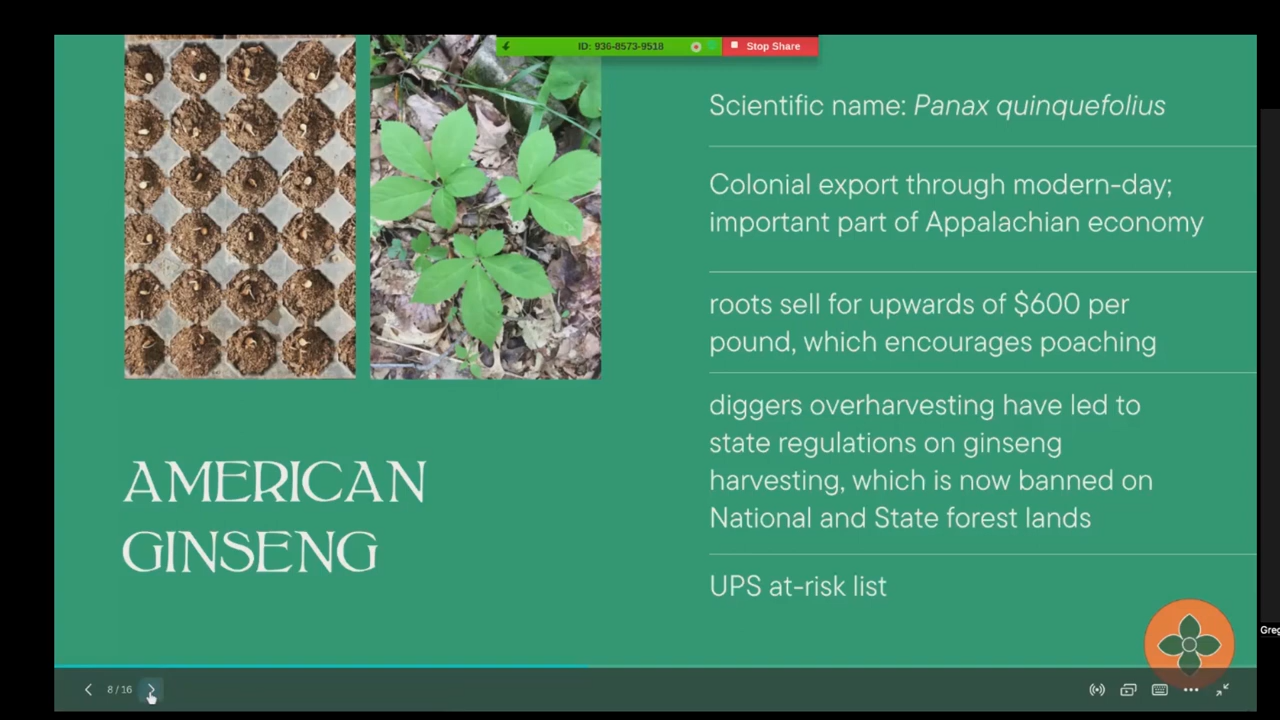 ID: 936-8573-9518
Stop Share
Scientific name: Panax quinquefolius
Colonial export through modern-day;
important part of Appalachian economy
roots sell for upwards of $600 per
pound, which encourages poaching
diggers overharvesting have led to
state regulations on ginseng
harvesting, which is now banned on
National and State forest lands
UPS at-risk list
AMERICAN
GINSENG
Greg
8 / 16